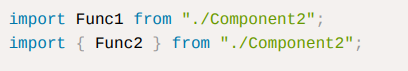 import Func1 from "./Component2";
import { Func2 } from "./Component2";